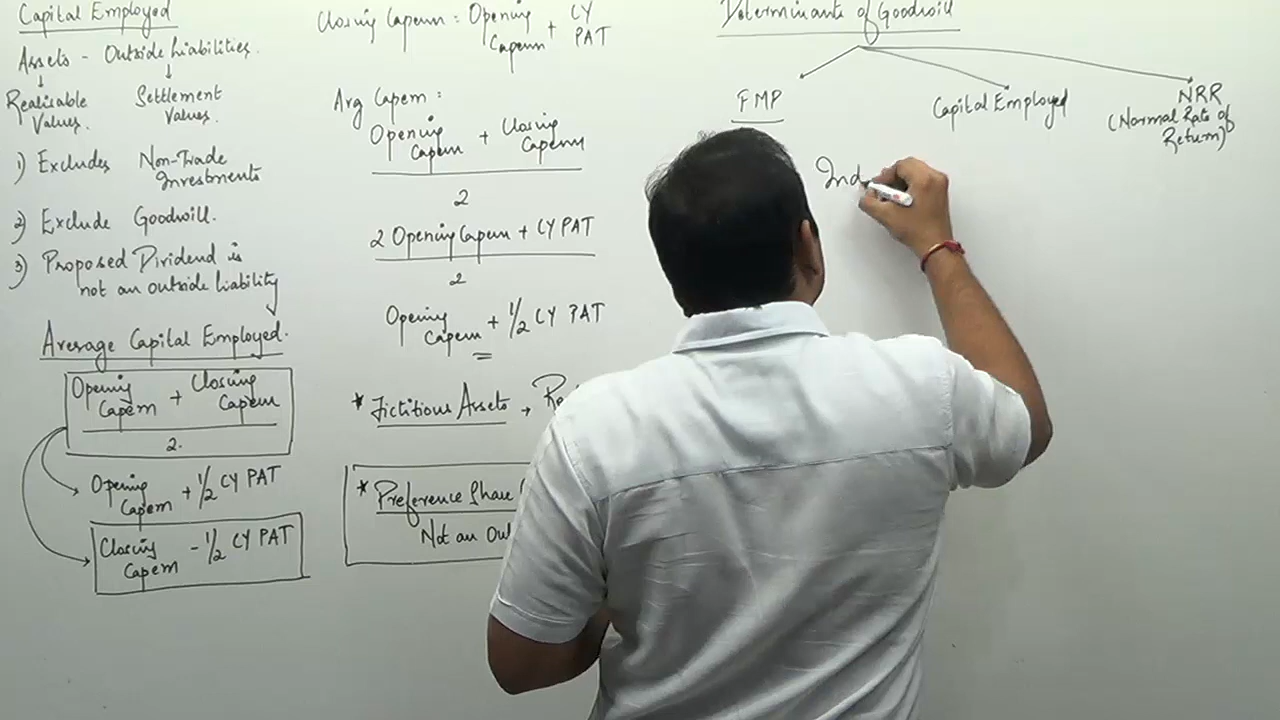 Capital Employed
Assets - Outside Liabilities.
Realisable Values.
Settlement Values.
1) Excludes Non-Trade Investments
2) Exclude Goodwill.
3) Proposed Dividend is
not an outside liability
Average Capital Employed.
Opening Capem + Closing Capem
2.
Opening Capem + 1/2 CY PAT
Closing Capem - 1/2 CY PAT
Closing Capem = Opening Capem + CY PAT
Avg Capem =
Opening Capem + Closing Capem
2
2 Opening Capem + CY PAT
2
Opening Capem + 1/2 CY PAT
* Fictitious Assets
* Preference Share
Not an
Determinants of Goodwill
FMP
Capital Employed
NRR
(Normal Rate of
Return)
Ind